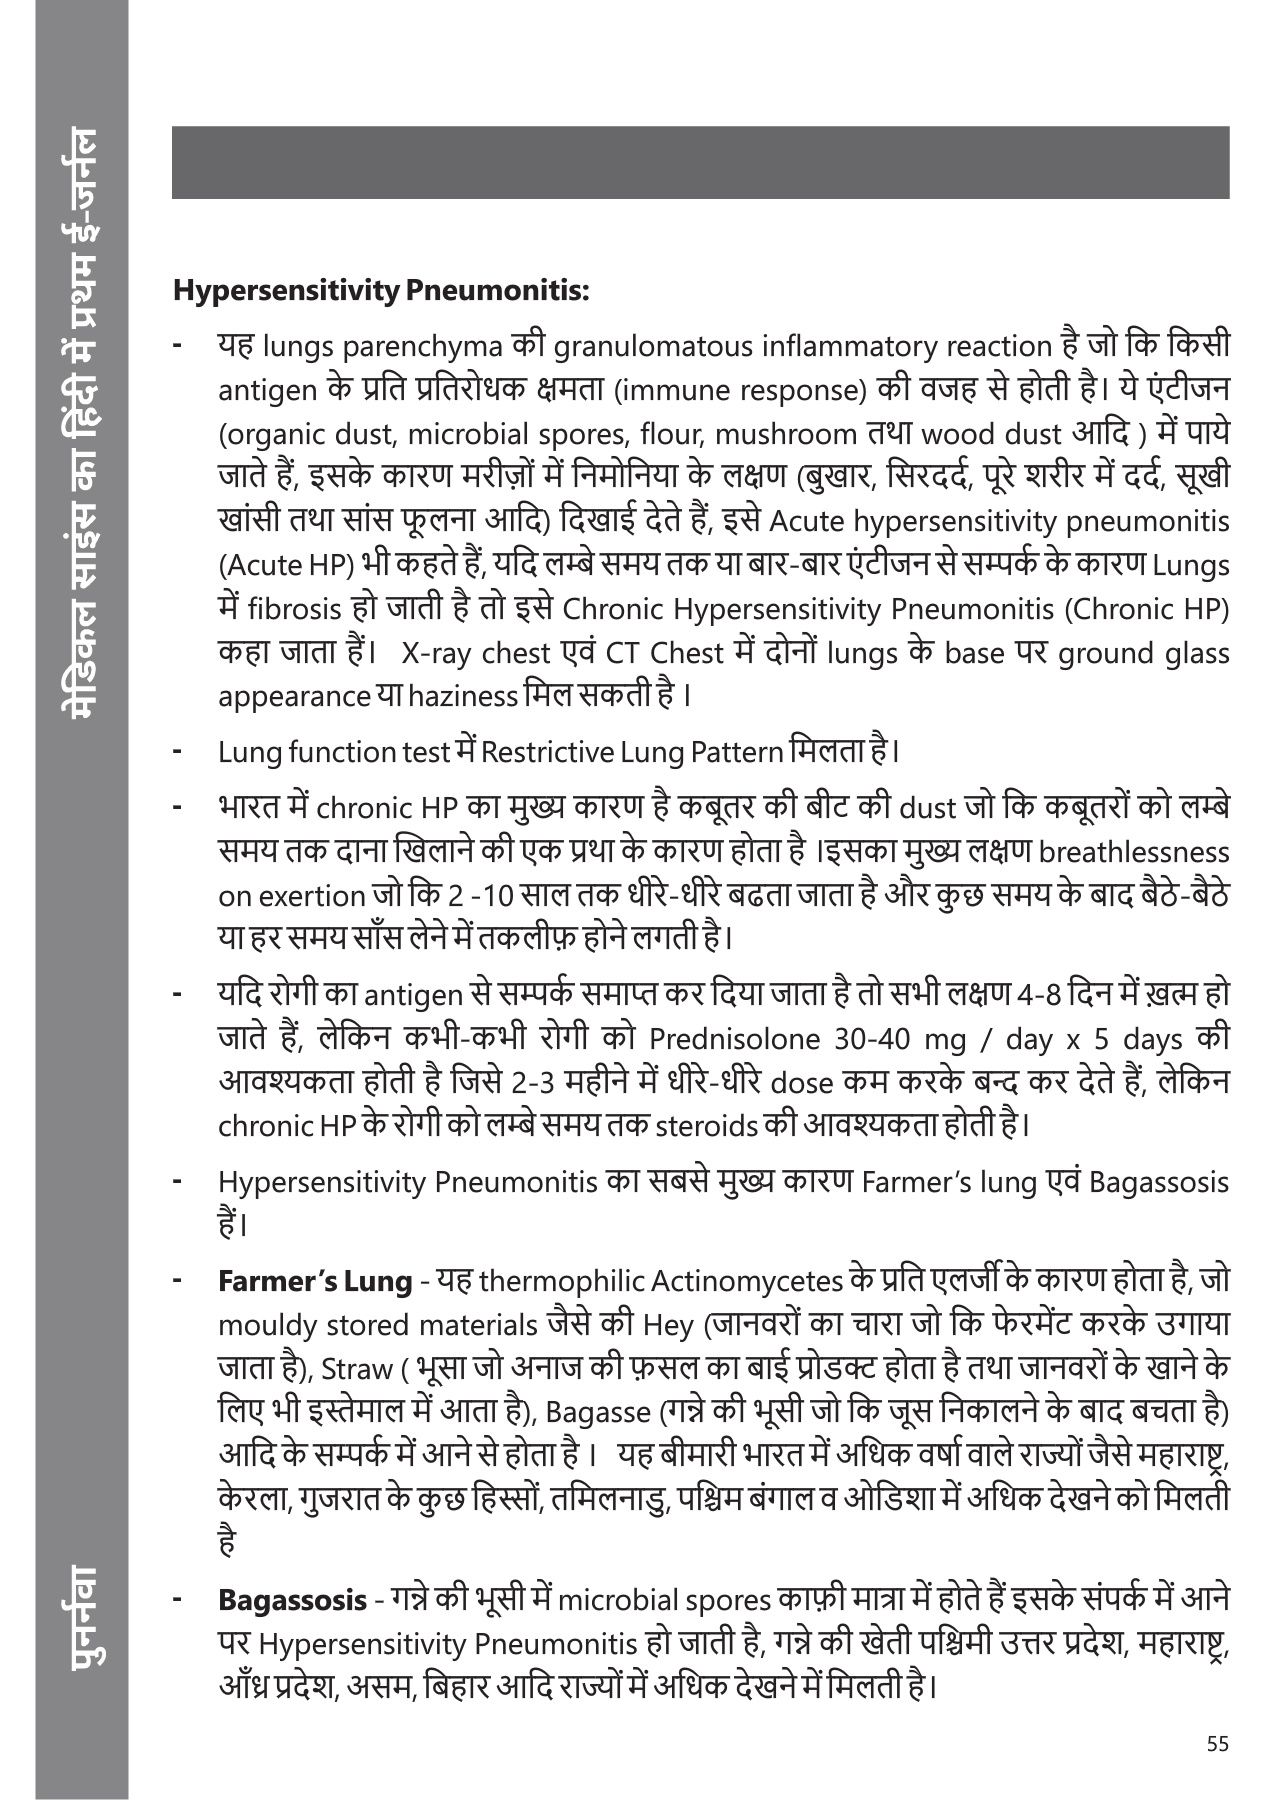 मेडिकल साइंस का हिंदी में प्रथम ई-जर्नल
Hypersensitivity Pneumonitis:
- यह lungs parenchyma की granulomatous inflammatory reaction है जो कि किसी
antigen के प्रति प्रतिरोधक क्षमता (immune response) की वजह से होती है। ये एंटीजन
(organic dust, microbial spores, flour, mushroom तथा wood dust आदि ) में पाये
जाते हैं, इसके कारण मरीज़ों में निमोनिया के लक्षण (बुखार, सिरदर्द, पूरे शरीर में दर्द, सूखी
खांसी तथा सांस फूलना आदि) दिखाई देते हैं, इसे Acute hypersensitivity pneumonitis
(Acute HP) भी कहते हैं, यदि लम्बे समय तक या बार-बार एंटीजन से सम्पर्क के कारण Lungs
में fibrosis हो जाती है तो इसे Chronic Hypersensitivity Pneumonitis (Chronic HP)
कहा जाता हैं। X-ray chest एवं CT Chest में दोनों lungs के base पर ground glass
appearance या haziness मिल सकती है ।
- Lung function test में Restrictive Lung Pattern मिलता है।
- भारत में chronic HP का मुख्य कारण है कबूतर की बीट की dust जो कि कबूतरों को लम्बे
समय तक दाना खिलाने की एक प्रथा के कारण होता है ।इसका मुख्य लक्षण breathlessness
on exertion जो कि 2 -10 साल तक धीरे-धीरे बढता जाता है और कुछ समय के बाद बैठे-बैठे
या हर समय साँस लेने में तकलीफ़ होने लगती है।
- यदि रोगी का antigen से सम्पर्क समाप्त कर दिया जाता है तो सभी लक्षण 4-8 दिन में ख़त्म हो
जाते हैं, लेकिन कभी-कभी रोगी को Prednisolone 30-40 mg / day x 5 days की
आवश्यकता होती है जिसे 2-3 महीने में धीरे-धीरे dose कम करके बन्द कर देते हैं, लेकिन
chronic HP के रोगी को लम्बे समय तक steroids की आवश्यकता होती है।
- Hypersensitivity Pneumonitis का सबसे मुख्य कारण Farmer’s lung एवं Bagassosis
हैं।
- Farmer’s Lung - यह thermophilic Actinomycetes के प्रति एलर्जी के कारण होता है, जो
mouldy stored materials जैसे की Hey (जानवरों का चारा जो कि फेरमेंट करके उगाया
जाता है), Straw ( भूसा जो अनाज की फ़सल का बाई प्रोडक्ट होता है तथा जानवरों के खाने के
लिए भी इस्तेमाल में आता है), Bagasse (गन्ने की भूसी जो कि जूस निकालने के बाद बचता है)
आदि के सम्पर्क में आने से होता है । यह बीमारी भारत में अधिक वर्षा वाले राज्यों जैसे महाराष्ट्र,
केरला, गुजरात के कुछ हिस्सों, तमिलनाडु, पश्चिम बंगाल व ओडिशा में अधिक देखने को मिलती
है
- Bagassosis - गन्ने की भूसी में microbial spores काफ़ी मात्रा में होते हैं इसके संपर्क में आने
पर Hypersensitivity Pneumonitis हो जाती है, गन्ने की खेती पश्चिमी उत्तर प्रदेश, महाराष्ट्र,
आँध्र प्रदेश, असम, बिहार आदि राज्यों में अधिक देखने में मिलती है।
पुनर्नवा
55